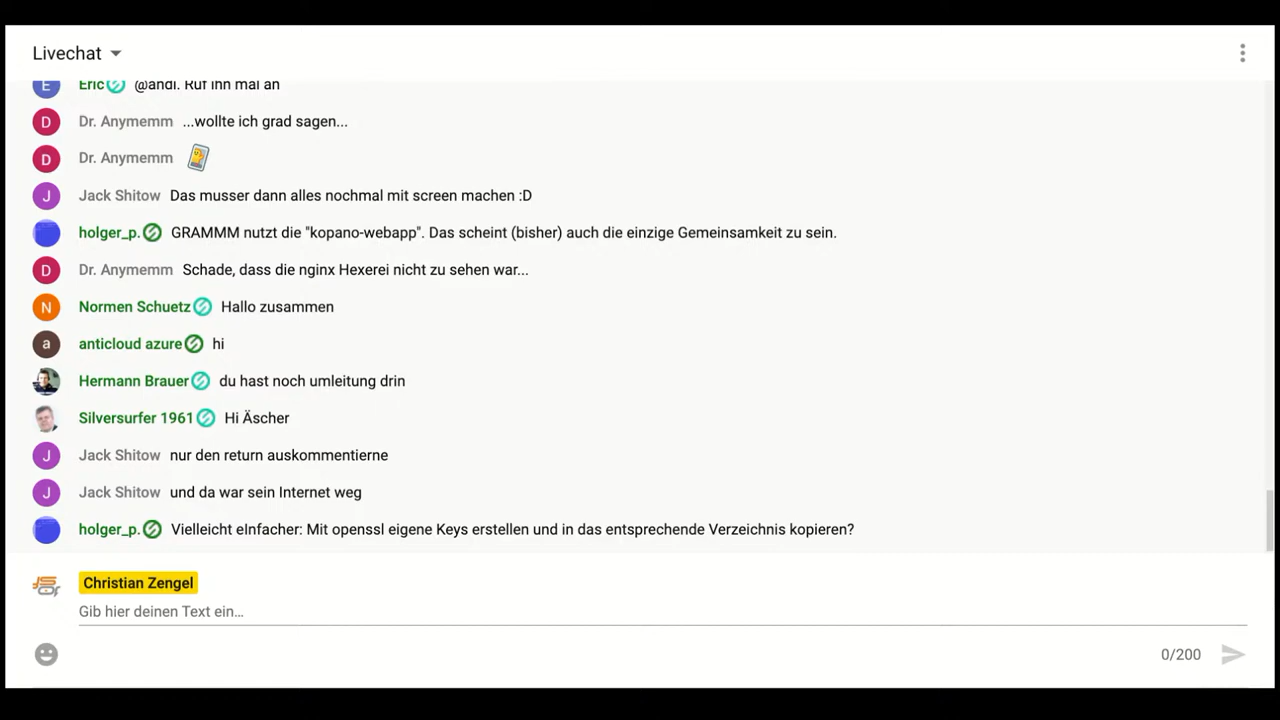 Livechat
E Eric @andi. Ruf ihn mal an
D Dr. Anymemm ...wollte ich grad sagen...
D Dr. Anymemm
J Jack Shitow Das musser dann alles nochmal mit screen machen :D
holger_p. GRAMMM nutzt die "kopano-webapp". Das scheint (bisher) auch die einzige Gemeinsamkeit zu sein.
D Dr. Anymemm Schade, dass die nginx Hexerei nicht zu sehen war...
N Normen Schuetz Hallo zusammen
a anticloud azure hi
Hermann Brauer du hast noch umleitung drin
Silversurfer 1961 Hi Äscher
J Jack Shitow nur den return auskommentierne
J Jack Shitow und da war sein Internet weg
holger_p. Vielleicht eInfacher: Mit openssl eigene Keys erstellen und in das entsprechende Verzeichnis kopieren?
Christian Zengel
Gib hier deinen Text ein...
0/200